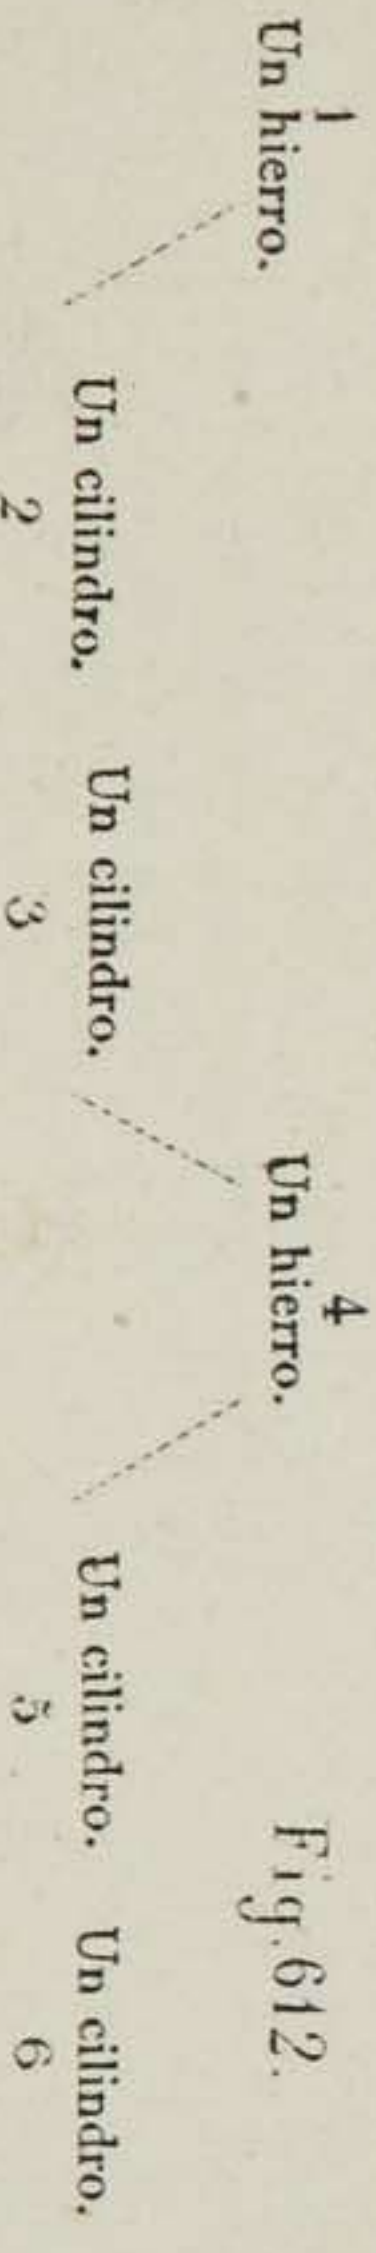 1 4
Un hierro. Un hierro. Fig. 612.
Un cilindro. Un cilindro. Un cilindro. Un cilindro.
2 3 5 6